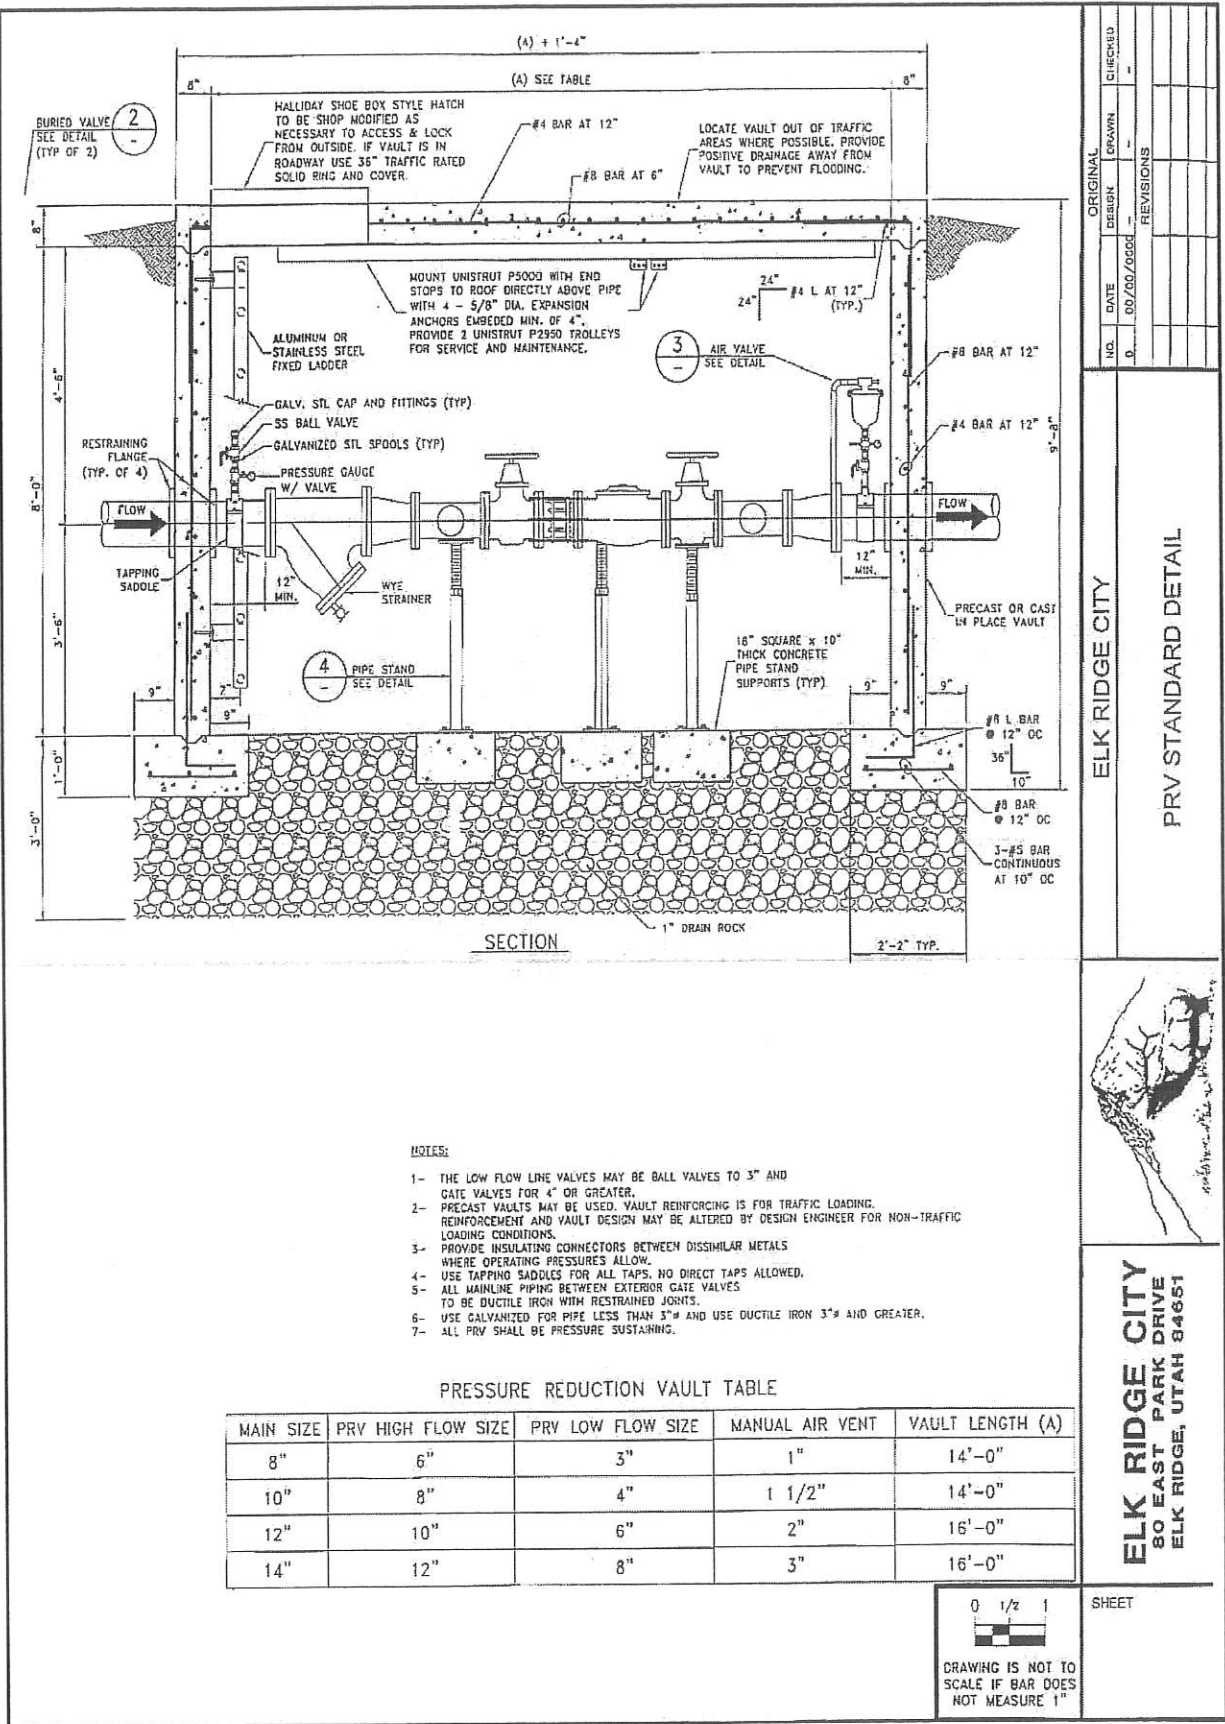 (A) + 1'-4"
8"
(A) SEE TABLE
8"
BURIED VALVE
SEE DETAIL
(TYP OF 2)
2
-
HALLIDAY SHOE BOX STYLE HATCH
TO BE SHOP MODIFIED AS
NECESSARY TO ACCESS & LOCK
FROM OUTSIDE. IF VAULT IS IN
ROADWAY USE 36" TRAFFIC RATED
SOLID RING AND COVER.
#4 BAR AT 12"
#8 BAR AT 6"
LOCATE VAULT OUT OF TRAFFIC
AREAS WHERE POSSIBLE. PROVIDE
POSITIVE DRAINAGE AWAY FROM
VAULT TO PREVENT FLOODING.
8"
MOUNT UNISTRUT P5000 WITH END
STOPS TO ROOF DIRECTLY ABOVE PIPE
WITH 4 - 5/8" DIA. EXPANSION
ANCHORS EMBEDED MIN. OF 4".
PROVIDE 2 UNISTRUT P2950 TROLLEYS
FOR SERVICE AND MAINTENANCE.
24"
24"
#4 L AT 12"
(TYP.)
ALUMINUM OR
STAINLESS STEEL
FIXED LADDER
3
-
AIR VALVE
SEE DETAIL
#8 BAR AT 12"
4'-6"
GALV. STL CAP AND FITTINGS (TYP)
SS BALL VALVE
GALVANIZED STL SPOOLS (TYP)
PRESSURE GAUGE
W/ VALVE
#4 BAR AT 12"
9'-8"
RESTRAINING
FLANGE
(TYP. OF 4)
8'-0"
FLOW
FLOW
TAPPING
SADDLE
12"
MIN.
WYE
STRAINER
12"
MIN.
PRECAST OR CAST
IN PLACE VAULT
3'-6"
4
-
PIPE STAND
SEE DETAIL
16" SQUARE x 10"
THICK CONCRETE
PIPE STAND
SUPPORTS (TYP)
9"
7"
9"
9"
9"
#8 L BAR
@ 12" OC
36"
10"
1'-0"
#8 BAR
@ 12" OC
3'-0"
3-#5 BAR
CONTINUOUS
AT 10" OC
1" DRAIN ROCK
SECTION
2'-2" TYP.
NOTES:
1- THE LOW FLOW LINE VALVES MAY BE BALL VALVES TO 3" AND
GATE VALVES FOR 4" OR GREATER.
2- PRECAST VAULTS MAY BE USED. VAULT REINFORCING IS FOR TRAFFIC LOADING.
REINFORCEMENT AND VAULT DESIGN MAY BE ALTERED BY DESIGN ENGINEER FOR NON-TRAFFIC
LOADING CONDITIONS.
3- PROVIDE INSULATING CONNECTORS BETWEEN DISSIMILAR METALS
WHERE OPERATING PRESSURES ALLOW.
4- USE TAPPING SADDLES FOR ALL TAPS. NO DIRECT TAPS ALLOWED.
5- ALL MAINLINE PIPING BETWEEN EXTERIOR GATE VALVES
TO BE DUCTILE IRON WITH RESTRAINED JOINTS.
6- USE GALVANIZED FOR PIPE LESS THAN 3"ø AND USE DUCTILE IRON 3"ø AND GREATER.
7- ALL PRV SHALL BE PRESSURE SUSTAINING.
PRESSURE REDUCTION VAULT TABLE
MAIN SIZE PRV HIGH FLOW SIZE PRV LOW FLOW SIZE MANUAL AIR VENT VAULT LENGTH (A)
8" 6" 3" 1" 14'-0"
10" 8" 4" 1 1/2" 14'-0"
12" 10" 6" 2" 16'-0"
14" 12" 8" 3" 16'-0"
ORIGINAL
NO. DATE DESIGN DRAWN CHECKED
0 00/00/0000 - - -
REVISIONS
ELK RIDGE CITY
PRV STANDARD DETAIL
ELK RIDGE CITY
80 EAST PARK DRIVE
ELK RIDGE, UTAH 84651
SHEET
0 1/2 1
DRAWING IS NOT TO
SCALE IF BAR DOES
NOT MEASURE 1"